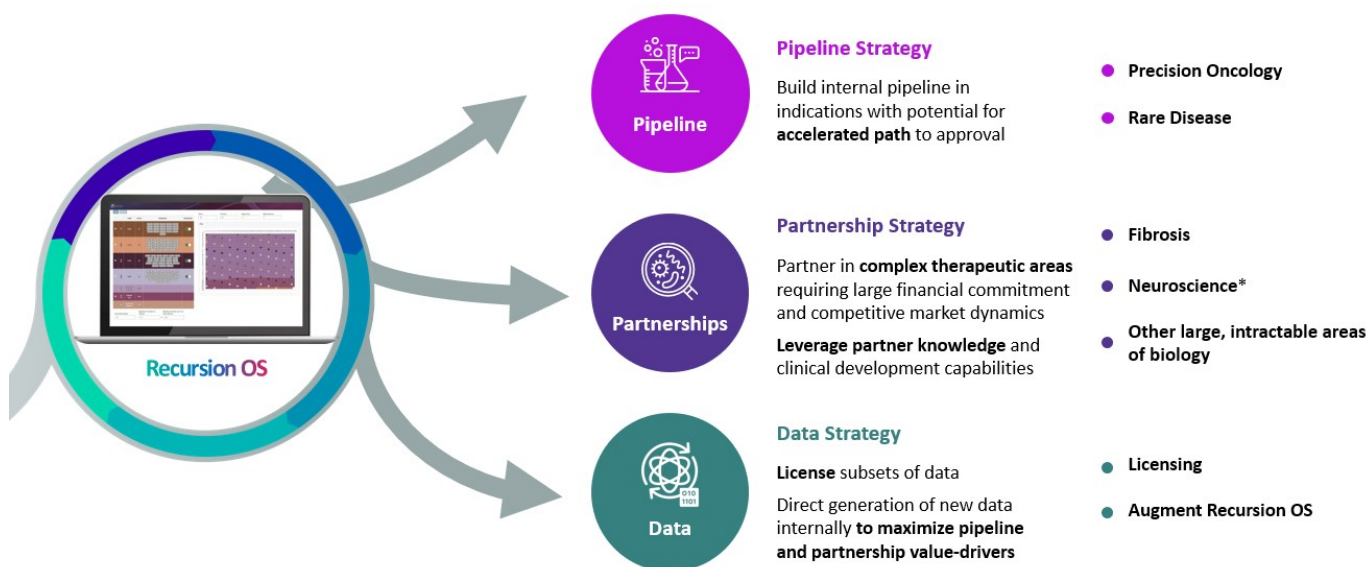 Recursion OS
Pipeline
Pipeline Strategy
Build internal pipeline in
indications with potential for
accelerated path to approval
Precision Oncology
Rare Disease
Partnerships
Partnership Strategy
Partner in complex therapeutic areas
requiring large financial commitment
and competitive market dynamics
Leverage partner knowledge and
clinical development capabilities
Fibrosis
Neuroscience*
Other large, intractable areas
of biology
010
1101
Data
Data Strategy
License subsets of data
Direct generation of new data
internally to maximize pipeline
and partnership value-drivers
Licensing
Augment Recursion OS